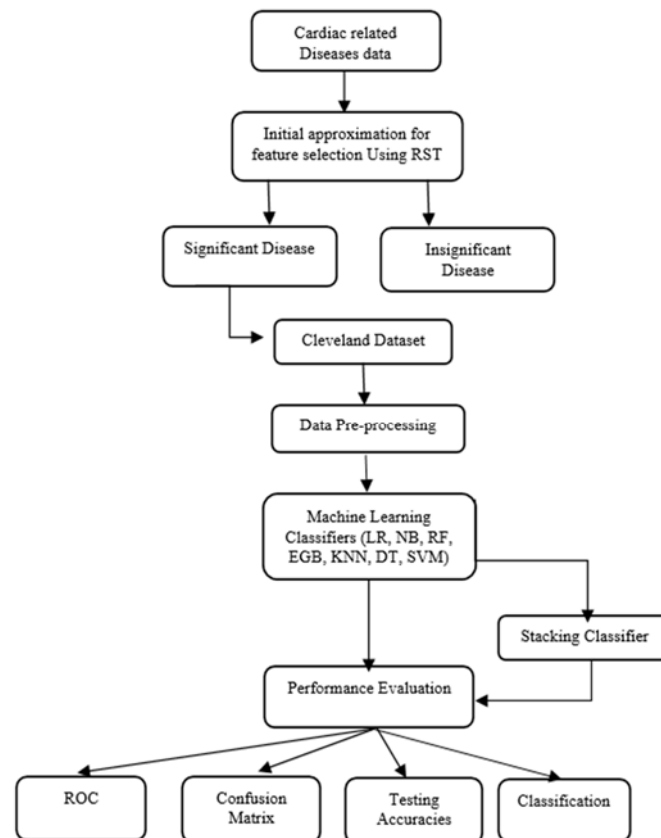 Cardiac related
Diseases data
Initial approximation for
feature selection Using RST
Significant Disease
Insignificant
Disease
Cleveland Dataset
Data Pre-processing
Machine Learning
Classifiers (LR, NB, RF,
EGB, KNN, DT, SVM)
Stacking Classifier
Performance Evaluation
ROC
Confusion
Matrix
Testing
Accuracies
Classification